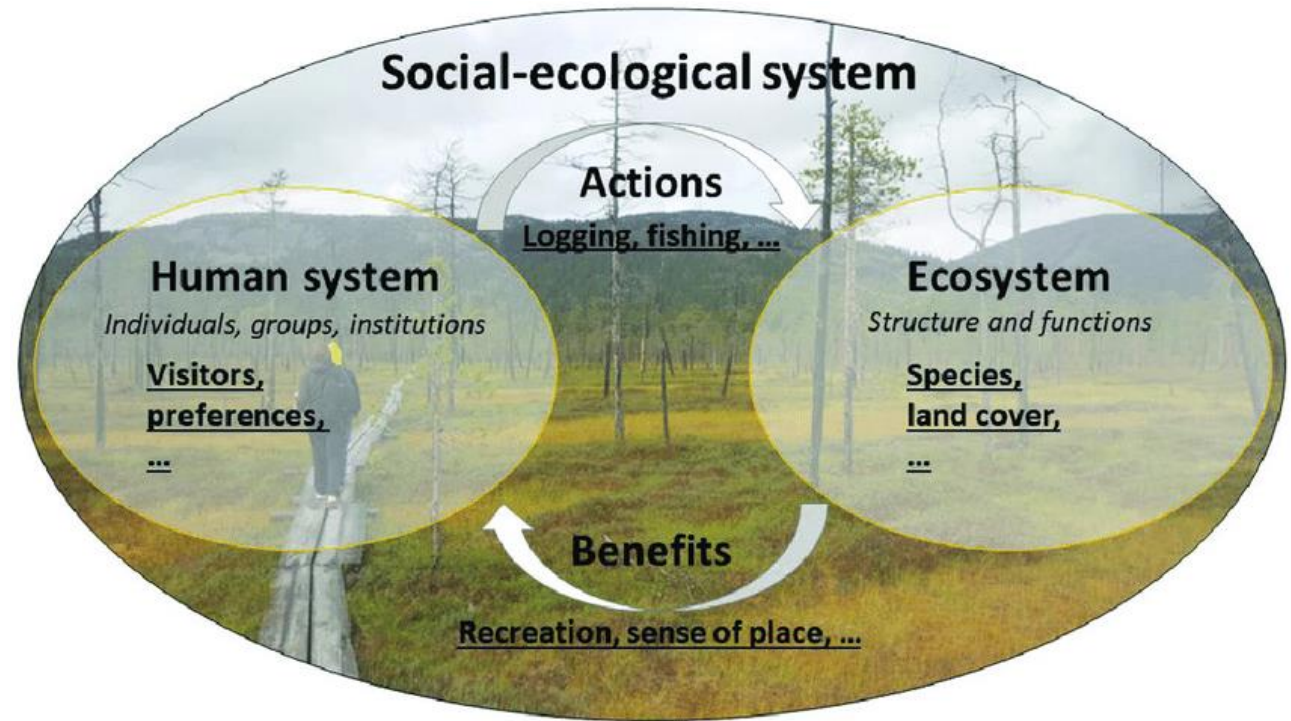 Social-ecological system
Actions
Logging, fishing, ...
Human system
Individuals, groups, institutions
Visitors,
preferences,
...
Ecosystem
Structure and functions
Species,
land cover,
...
Benefits
Recreation, sense of place, ...